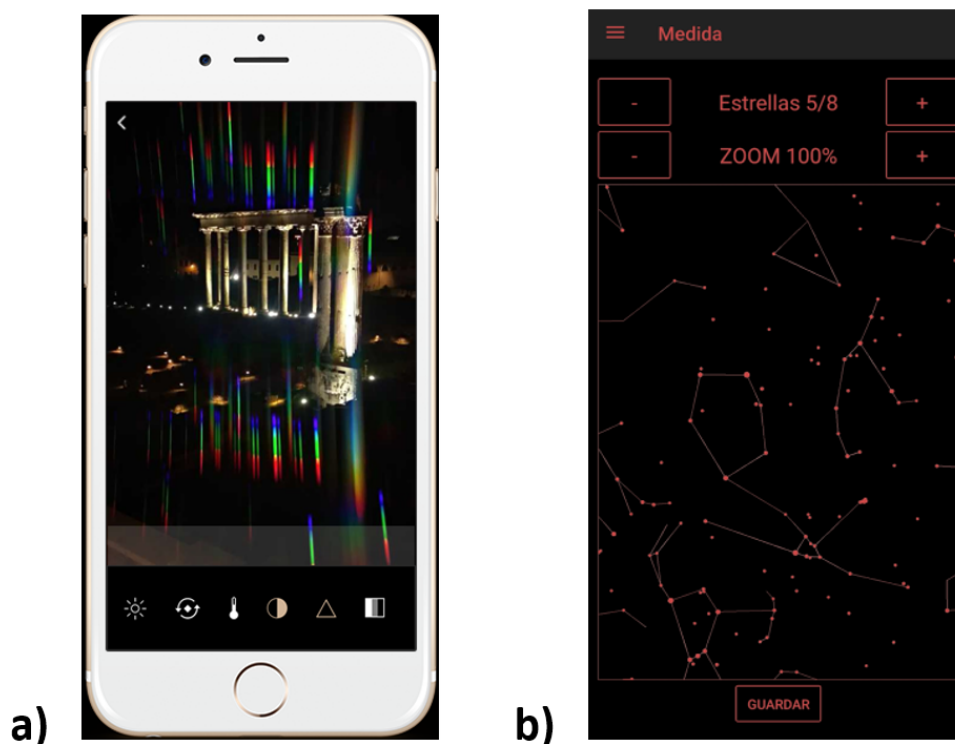 Medida
- Estrellas 5/8 +
- ZOOM 100% +
GUARDAR
a)
b)